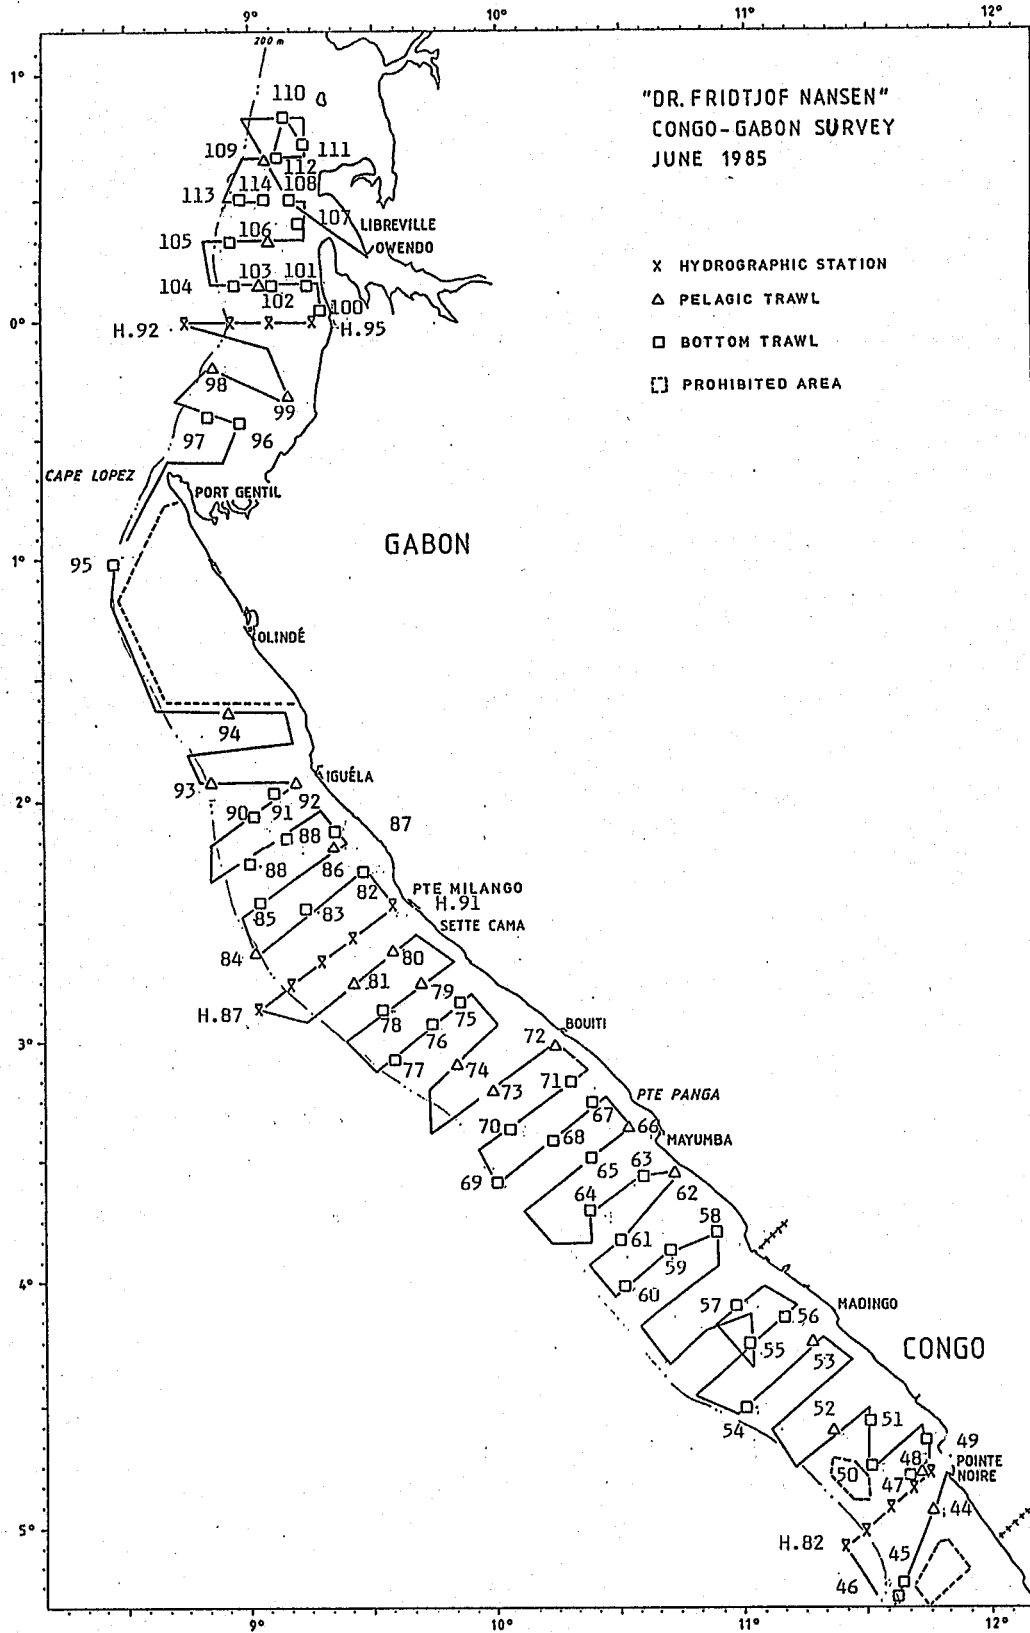 9°
10°
11°
12°
200 m
1°
"DR. FRIDTJOF NANSEN"
CONGO-GABON SURVEY
JUNE 1985
110
109
111
112
113
114
108
107
LIBREVILLE
OWENDO
105
106
X HYDROGRAPHIC STATION
104
103
101
△ PELAGIC TRAWL
102
100
0°
H.92
H.95
□ BOTTOM TRAWL
98
PROHIBITED AREA
99
97
96
CAPE LOPEZ
PORT GENTIL
GABON
1°
95
OLINDÉ
94
IGUÉLA
93
92
2°
90
91
87
88
86
88
82
PTE MILANGO
H.91
85
83
SETTE CAMA
84
80
81
79
H.87
78
75
76
BOUITI
3°
72
77
74
71
73
PTE PANGA
67
70
68
66
MAYUMBA
65
63
69
62
64
58
61
59
4°
60
57
56
MADINGO
55
53
CONGO
52
51
54
49
48
POINTE
NOIRE
50
47
44
5°
H.82
45
46
9°
10°
11°
12°